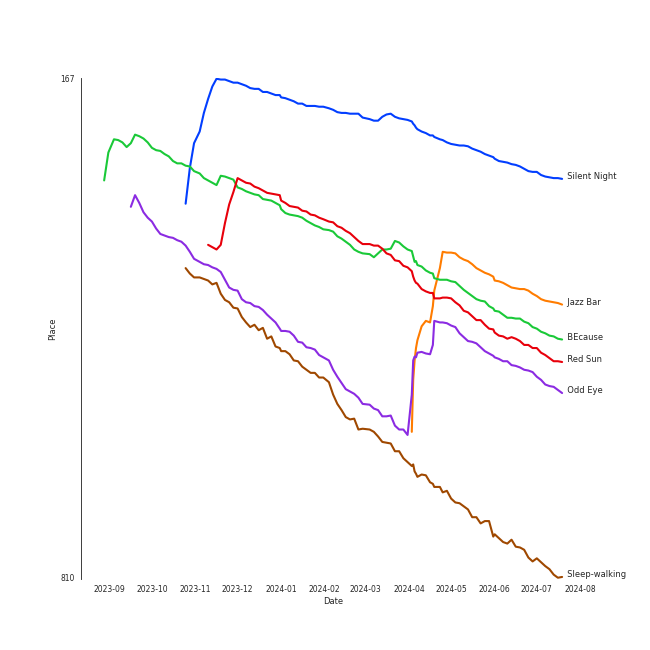 167
Silent Night
Jazz Bar
Place
BEcause
Red Sun
Odd Eye
810
Sleep-walking
2023-09 2023-10 2023-11 2023-12 2024-01 2024-02 2024-03 2024-04 2024-05 2024-06 2024-07 2024-08
Date